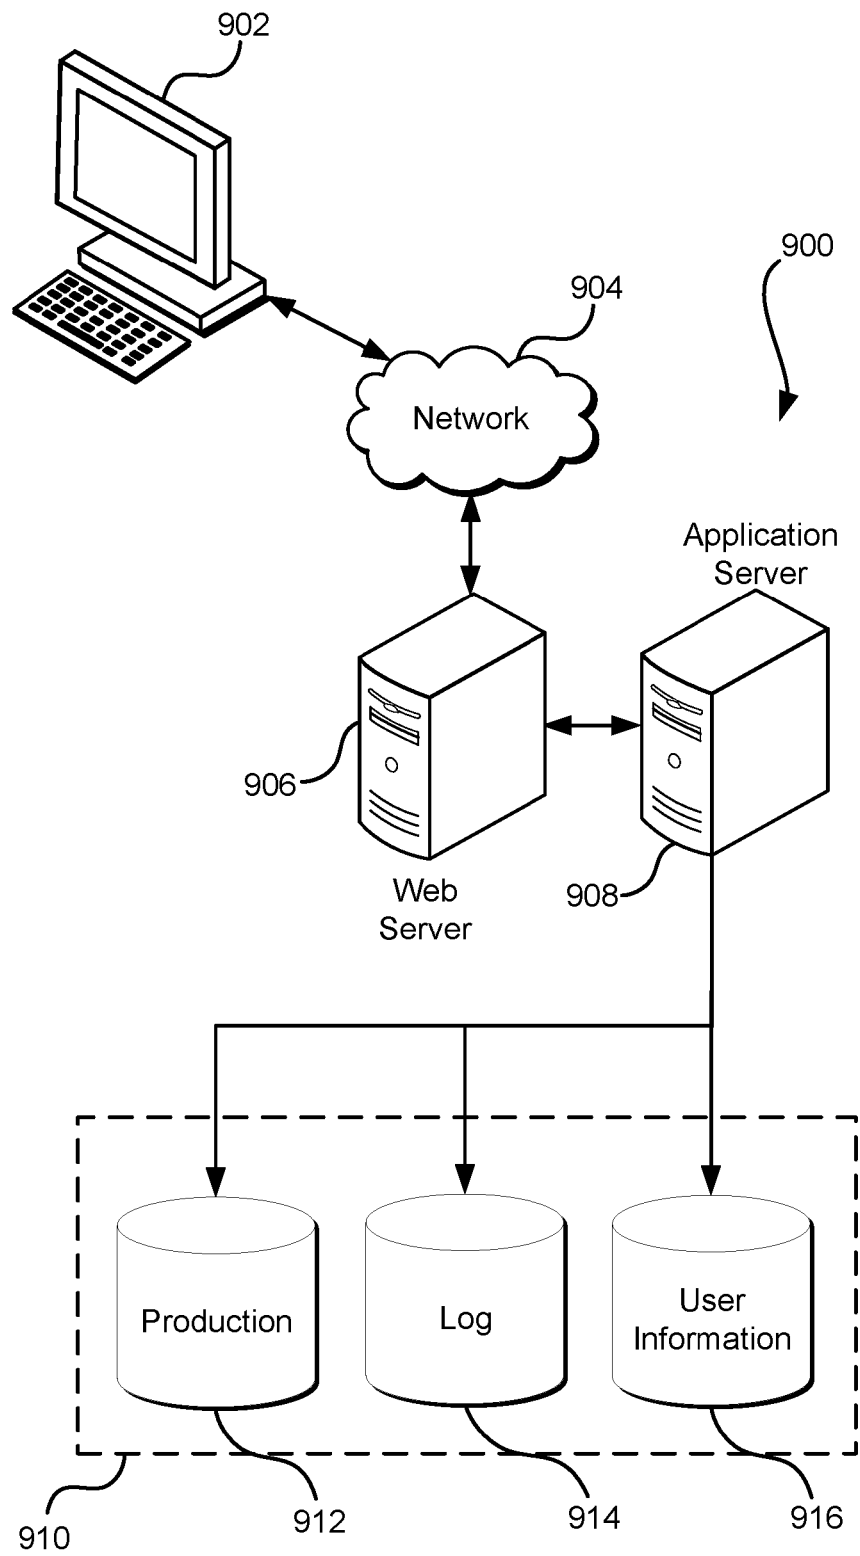 902
900
904
Network
Application
Server
906
908
Web
Server
Production
Log
User
Information
910
912
914
916